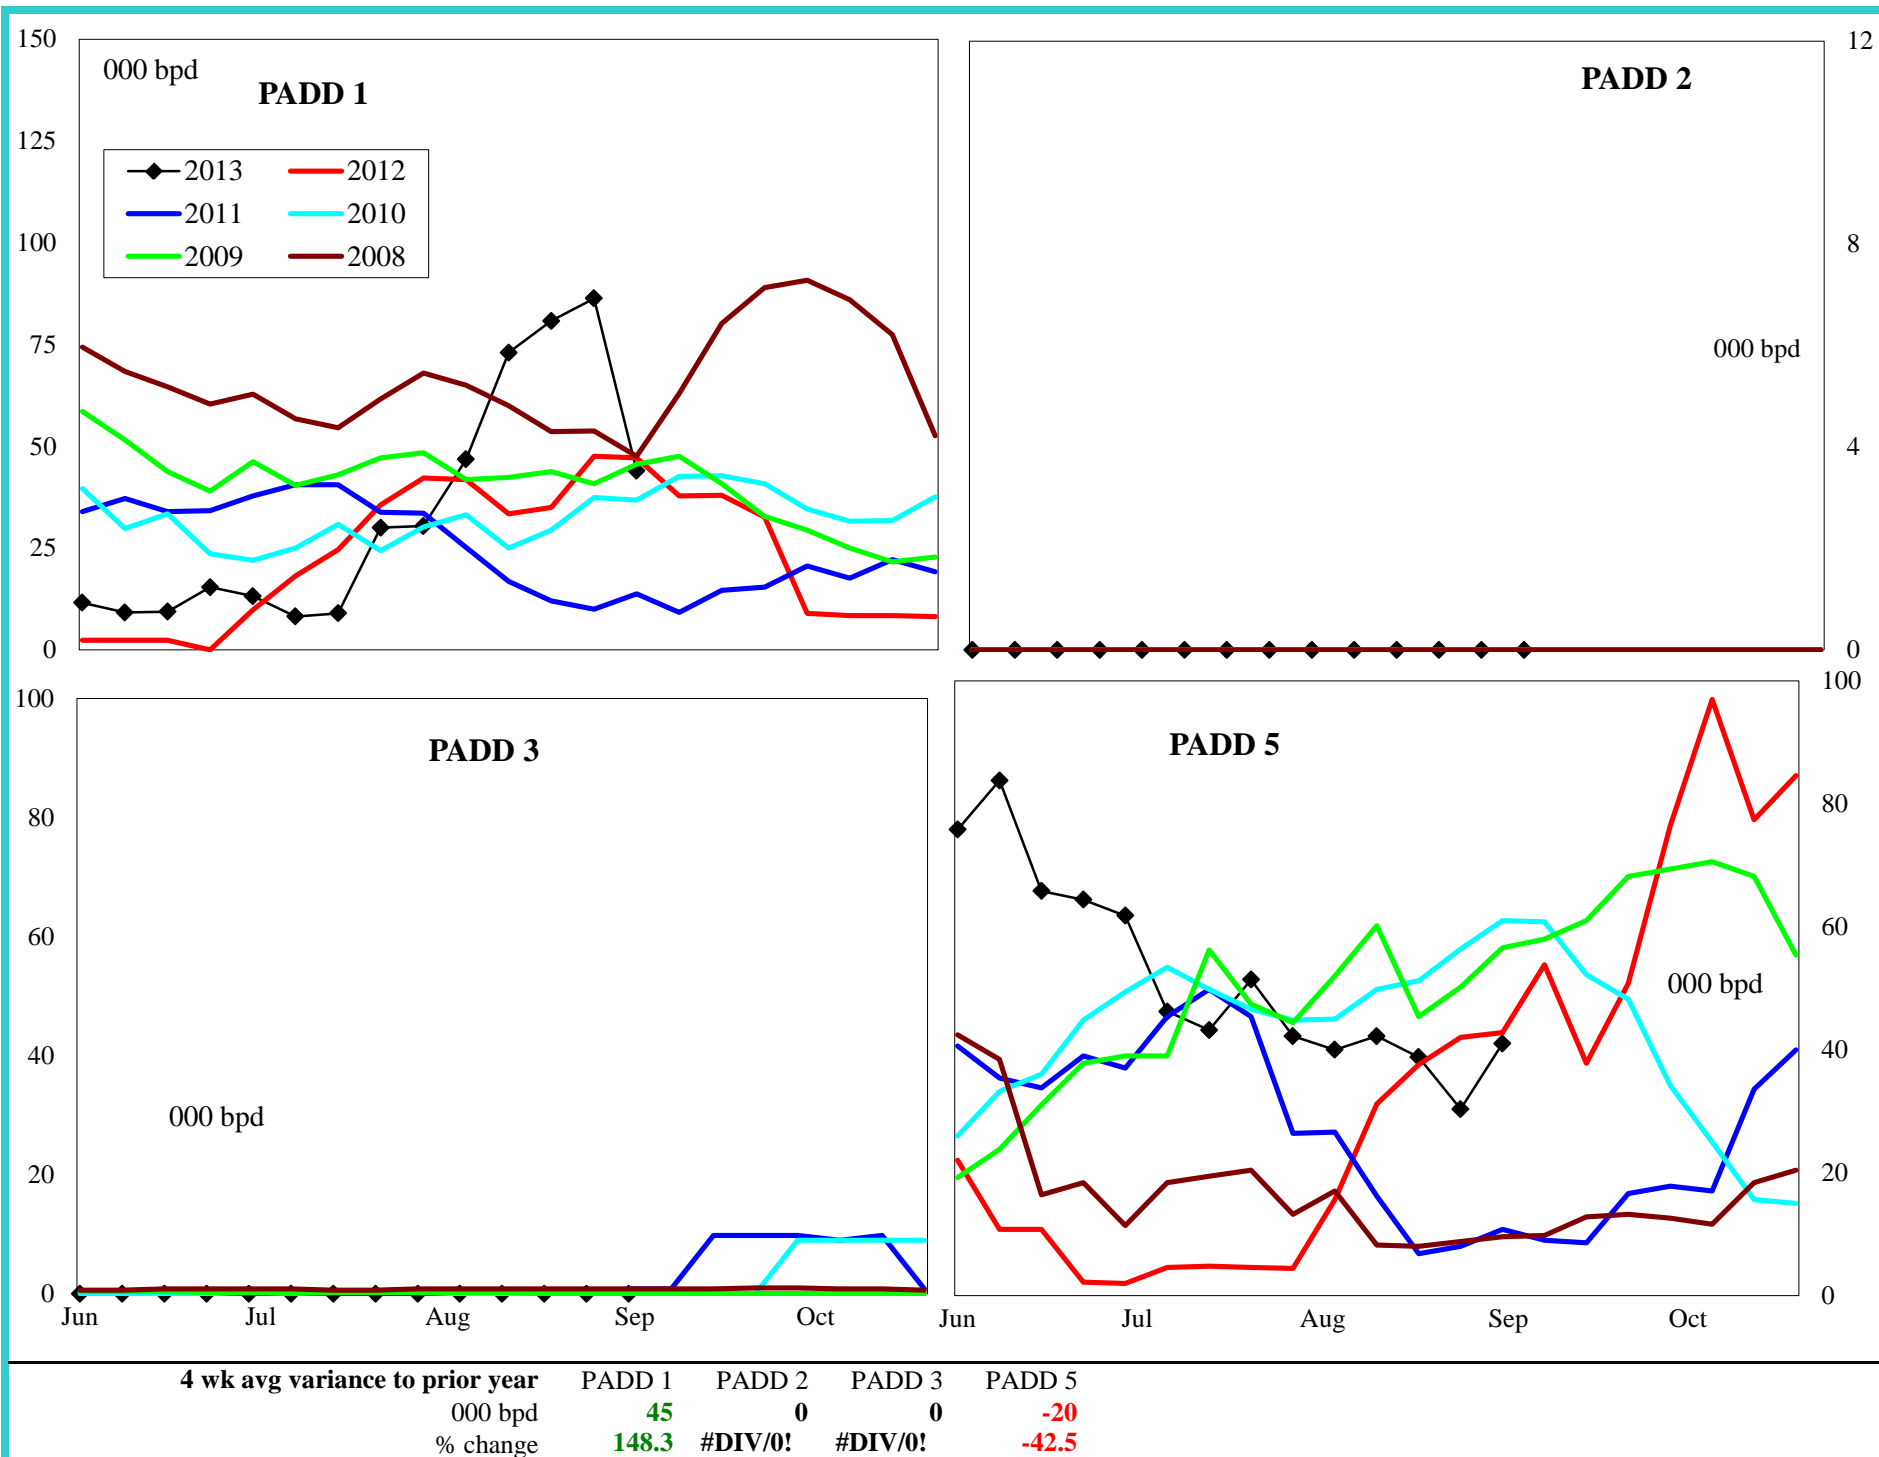 150
000 bpd
PADD 1
125
2013 2012
2011 2010
2009 2008
100
75
50
25
0
12
PADD 2
8
000 bpd
4
0
100
PADD 3
80
60
40
000 bpd
20
0
Jun Jul Aug Sep Oct
100
PADD 5
80
60
000 bpd
40
20
0
Jun Jul Aug Sep Oct
4 wk avg variance to prior year PADD 1 PADD 2 PADD 3 PADD 5
000 bpd 45 0 0 -20
% change 148.3 #DIV/0! #DIV/0! -42.5